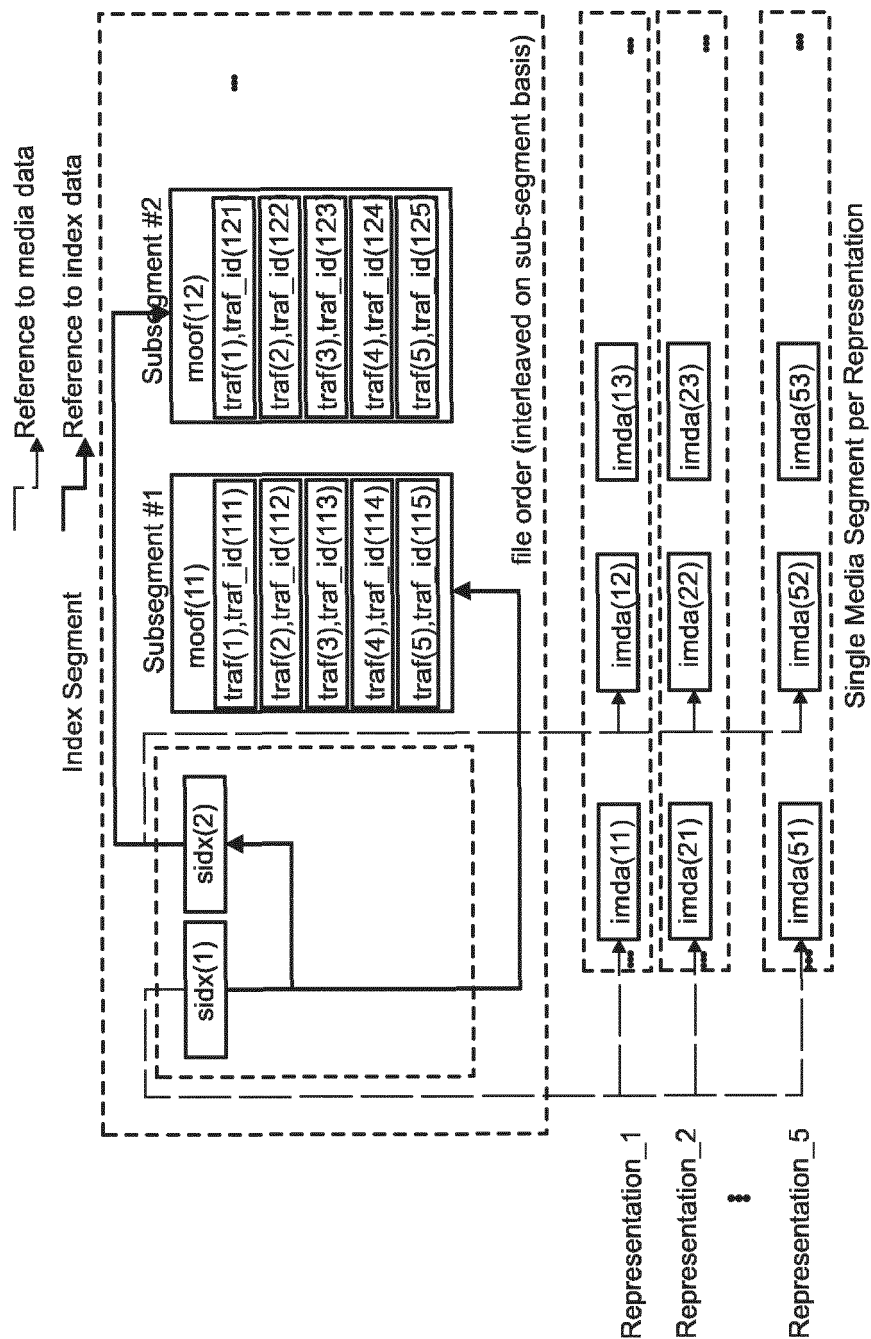 Reference to media data
Reference to index data
Index Segment
Subsegment #1
Subsegment #2
sidx(1)
sidx(2)
moof(11)
traf(1),traf_id(111)
traf(2),traf_id(112)
traf(3),traf_id(113)
traf(4),traf_id(114)
traf(5),traf_id(115)
moof(12)
traf(1),traf_id(121
traf(2),traf_id(122
traf(3),traf_id(123
traf(4),traf_id(124
traf(5),traf_id(125
...
file order (interleaved on sub-segment basis)
Representation_1
... imda(11) imda(12) imda(13) ...
Representation_2
... imda(21) imda(22) imda(23) ...
...
Representation_5
... imda(51) imda(52) imda(53) ...
Single Media Segment per Representation